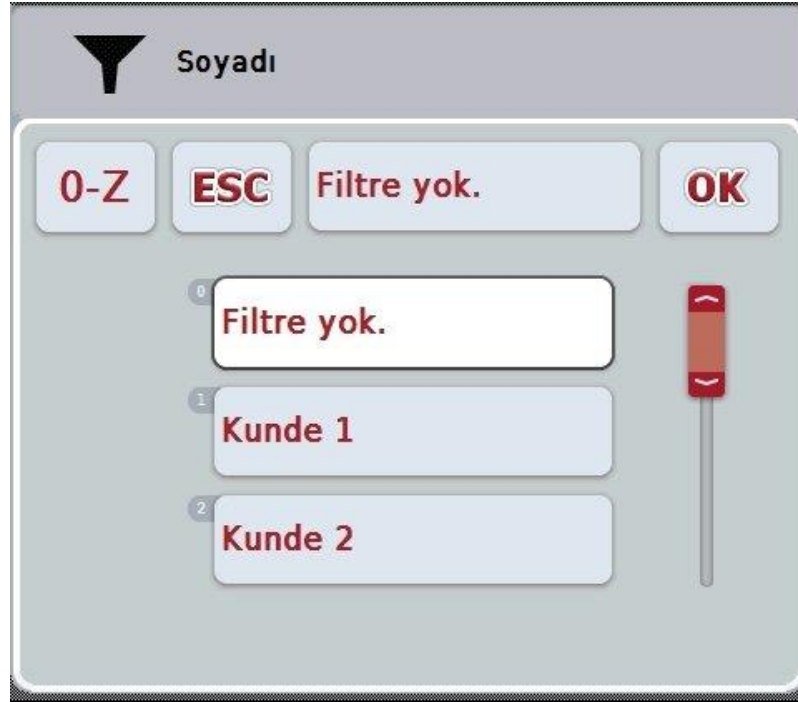 Soyadı
0-Z ESC Filtre yok. OK
0
Filtre yok.
1
Kunde 1
2
Kunde 2